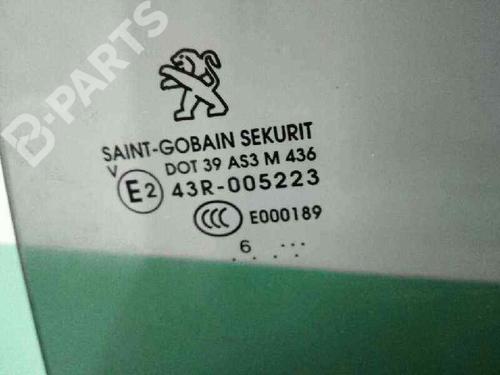 B-PARTS
SAINT-GOBAIN SEKURIT
V DOT 39 AS3 M 436
E2 43R-005223
CCC E000189
6